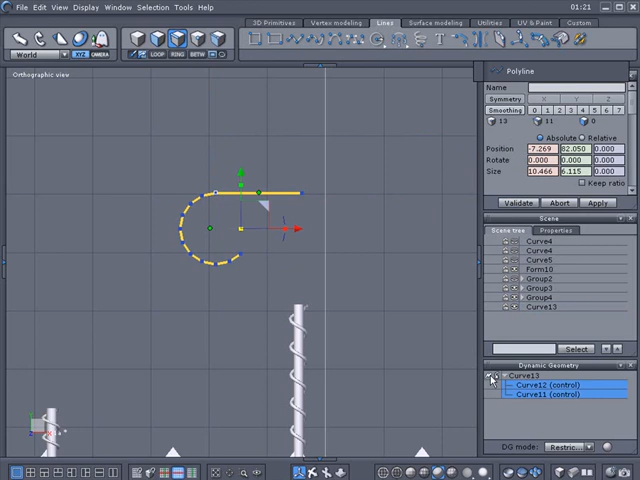 File Edit View Display Window Selection Tools Help 01:21
3D Primitives Vertex modeling Lines Surface modeling Utilities UV & Paint Custom
World XYZ CAMERA LOOP RING BETW. CONV.
Orthographic view
Polyline
Name
Symmetry X Y Z
Smoothing 0 1 2 3 4 5 6 7
13 11 0
Absolute Relative
Position -7.269 82.050 0.000
Rotate 0.000 0.000 0.000
Size 10.466 6.115 0.000
Keep ratio
Validate Abort Apply
Scene
Scene tree Properties
Curve4
Curve4
Curve5
Form10
Group2
Group3
Group4
Curve13
Select
Dynamic Geometry
Curve13
Curve12 (control)
Curve11 (control)
DG mode: Restric...